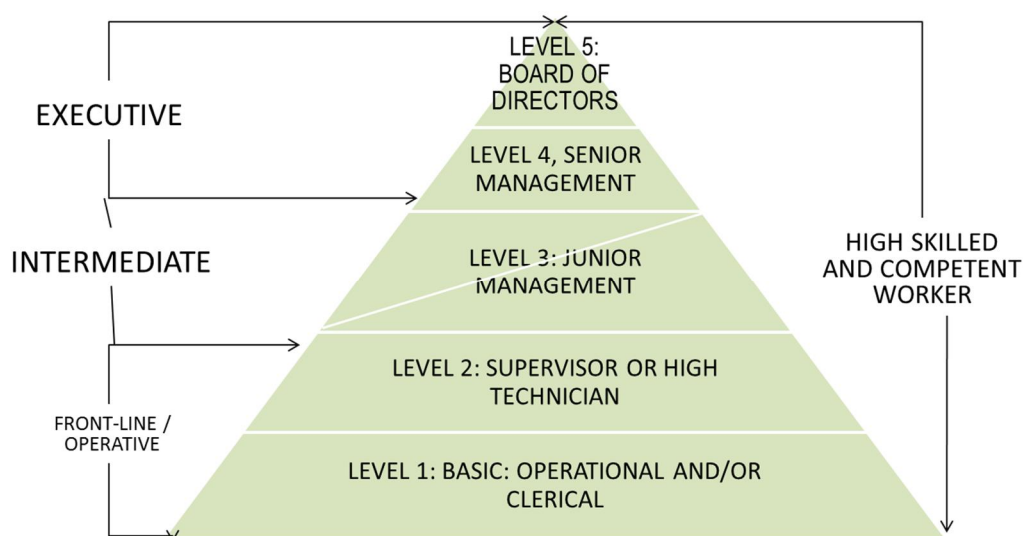 LEVEL 5:
BOARD OF
DIRECTORS
EXECUTIVE
LEVEL 4, SENIOR
MANAGEMENT
INTERMEDIATE
LEVEL 3: JUNIOR
MANAGEMENT
HIGH SKILLED
AND COMPETENT
WORKER
LEVEL 2: SUPERVISOR OR HIGH
TECHNICIAN
FRONT-LINE /
OPERATIVE
LEVEL 1: BASIC: OPERATIONAL AND/OR
CLERICAL